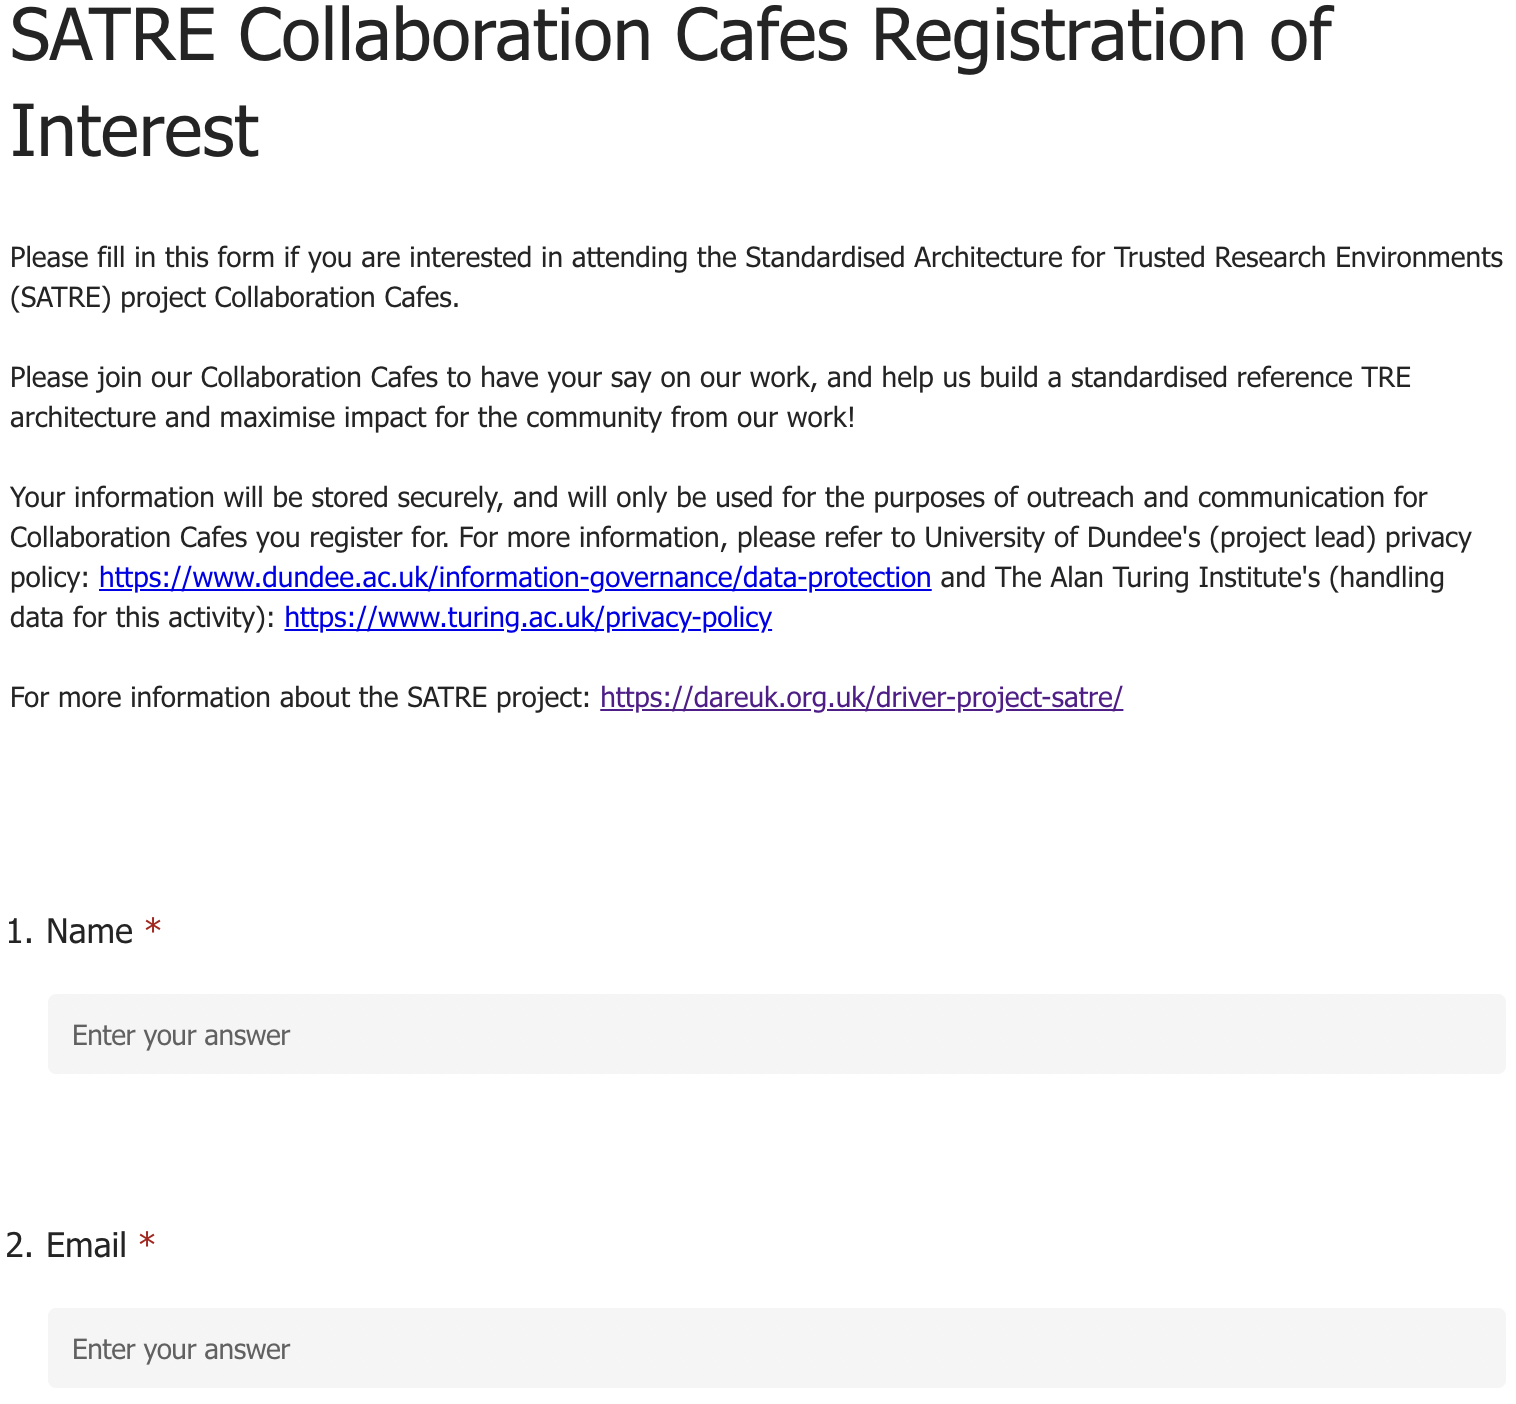 SATRE Collaboration Cafes Registration of
Interest
Please fill in this form if you are interested in attending the Standardised Architecture for Trusted Research Environments
(SATRE) project Collaboration Cafes.
Please join our Collaboration Cafes to have your say on our work, and help us build a standardised reference TRE
architecture and maximise impact for the community from our work!
Your information will be stored securely, and will only be used for the purposes of outreach and communication for
Collaboration Cafes you register for. For more information, please refer to University of Dundee's (project lead) privacy
policy: https://www.dundee.ac.uk/information-governance/data-protection and The Alan Turing Institute's (handling
data for this activity): https://www.turing.ac.uk/privacy-policy
For more information about the SATRE project: https://dareuk.org.uk/driver-project-satre/
1. Name *
Enter your answer
2. Email *
Enter your answer